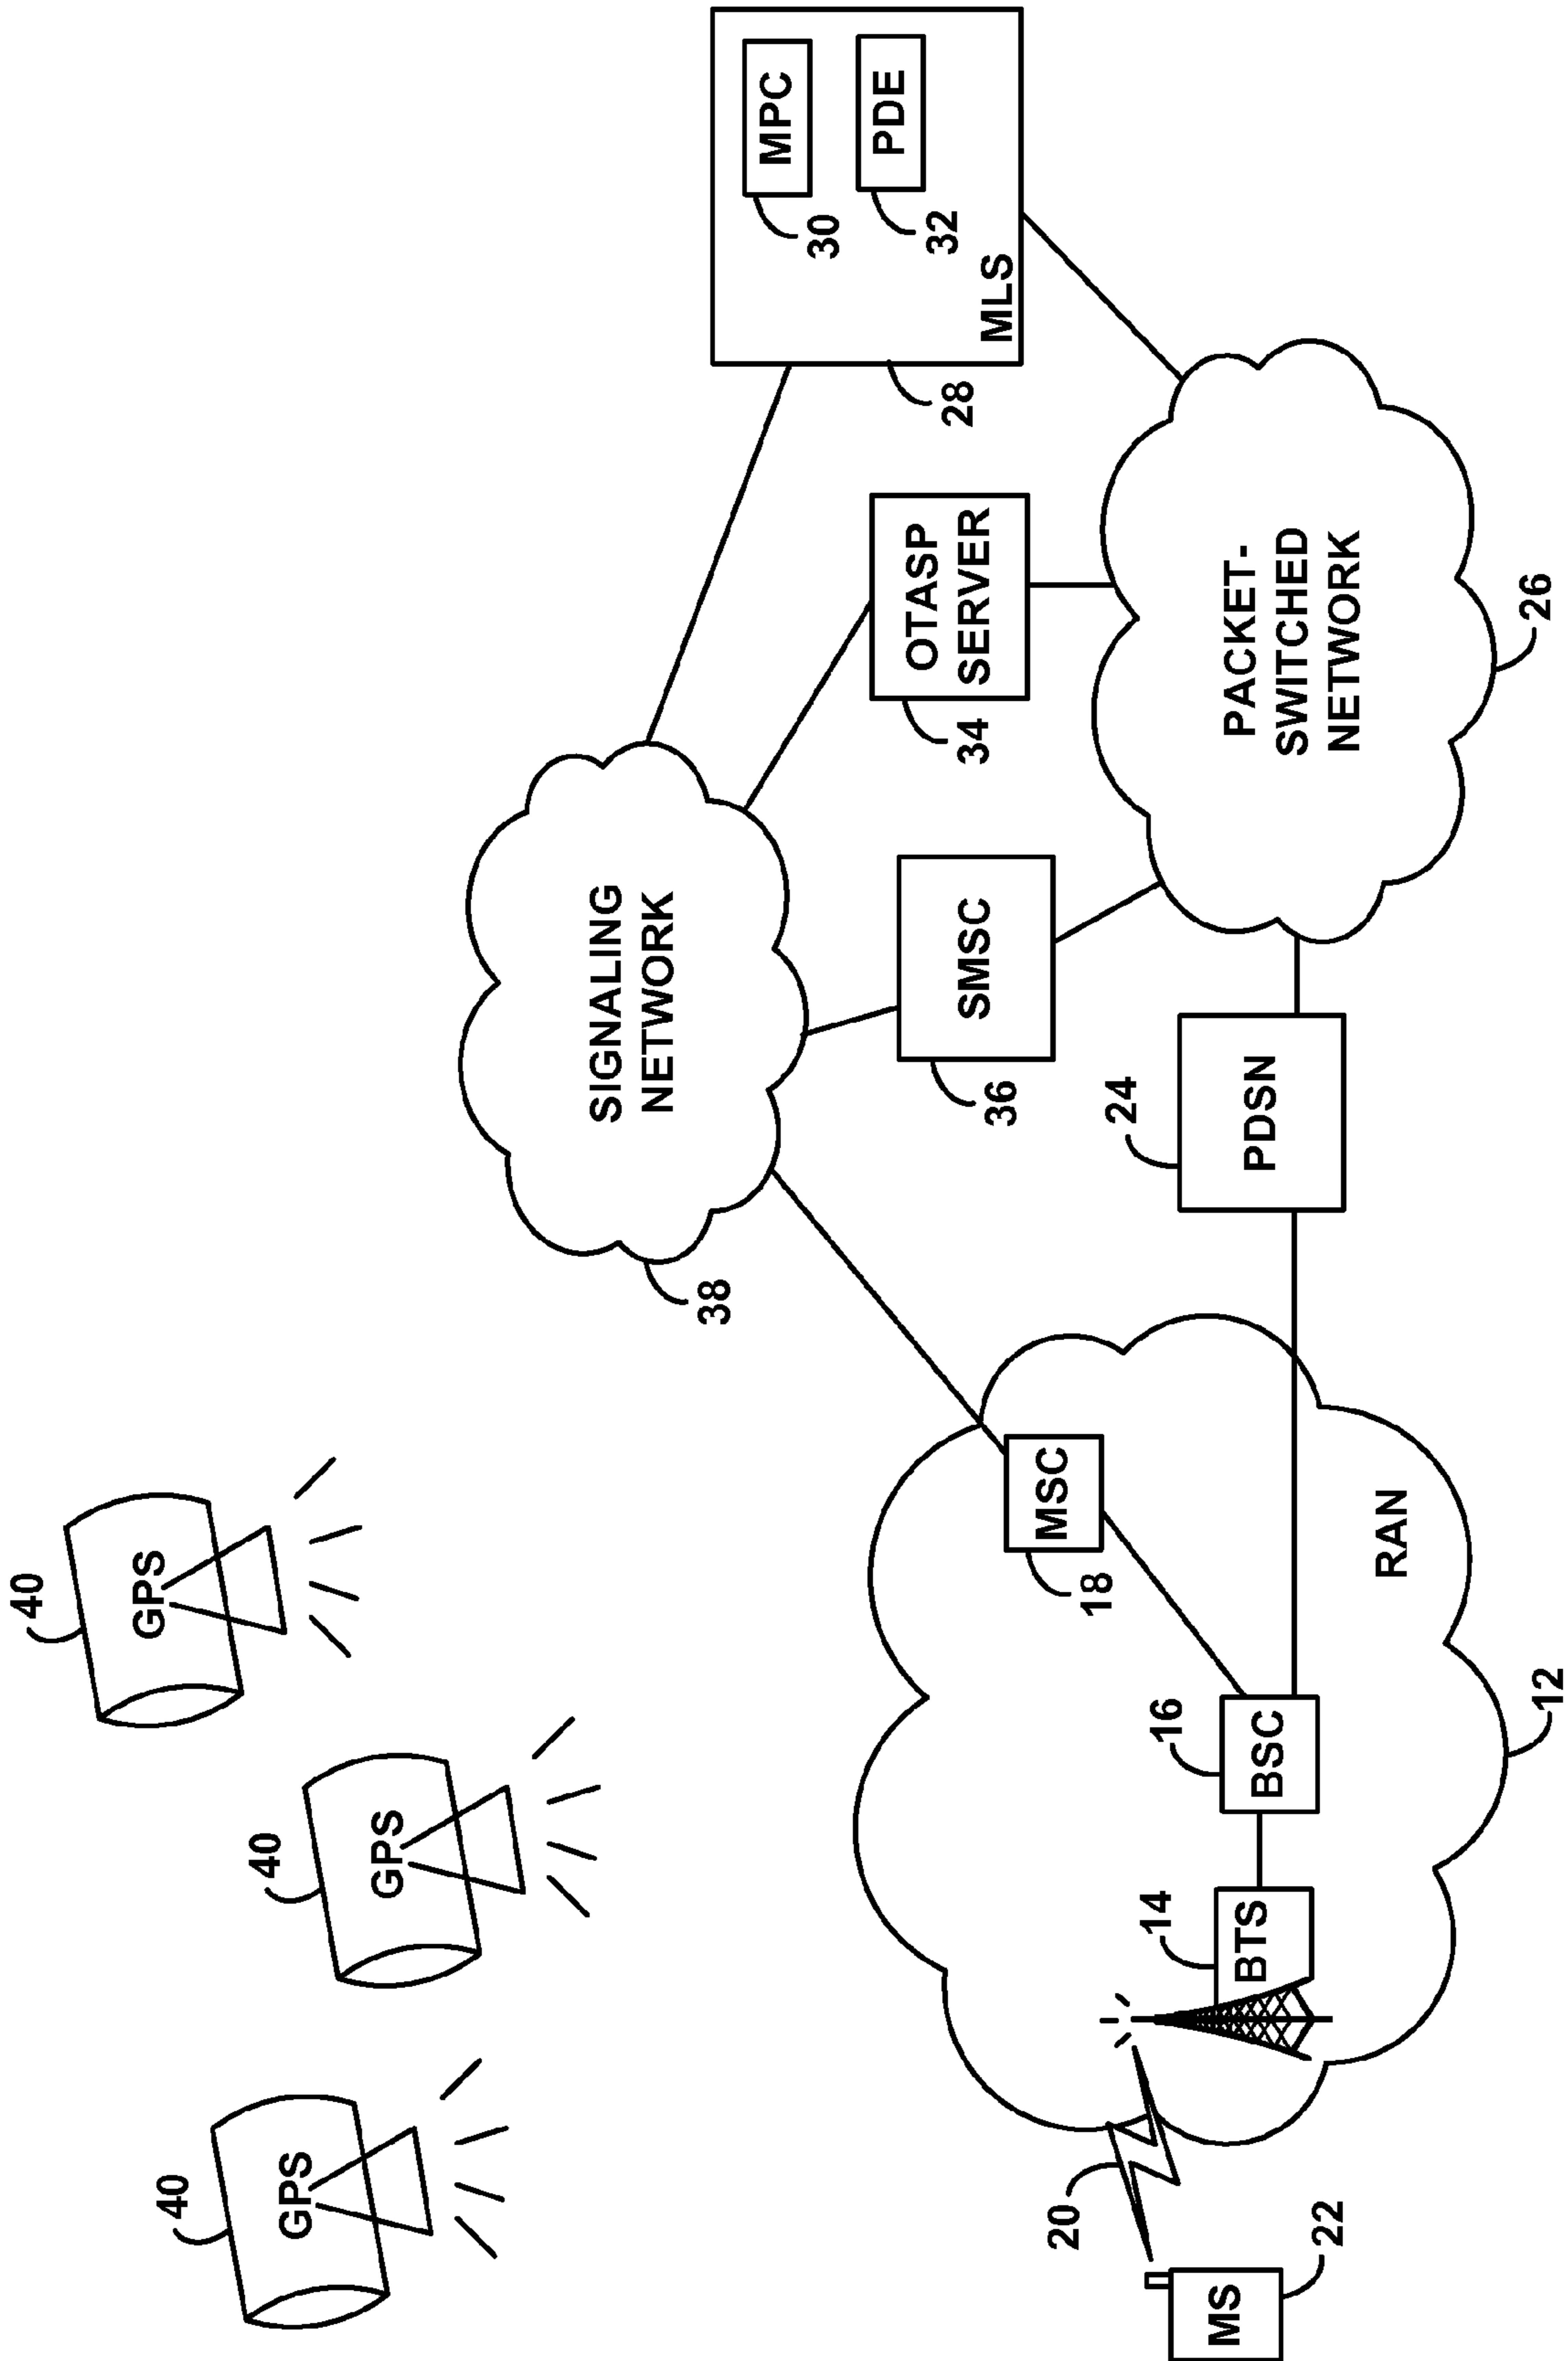 40
GPS
40
GPS
40
GPS
38
SIGNALING
NETWORK
MPC
30
PDE
32
MLS
28
OTASP
SERVER
34
SMSC
36
MSC
18
20
MS
22
BTS
14
BSC
16
RAN
12
PDSN
24
PACKET-
SWITCHED
NETWORK
26